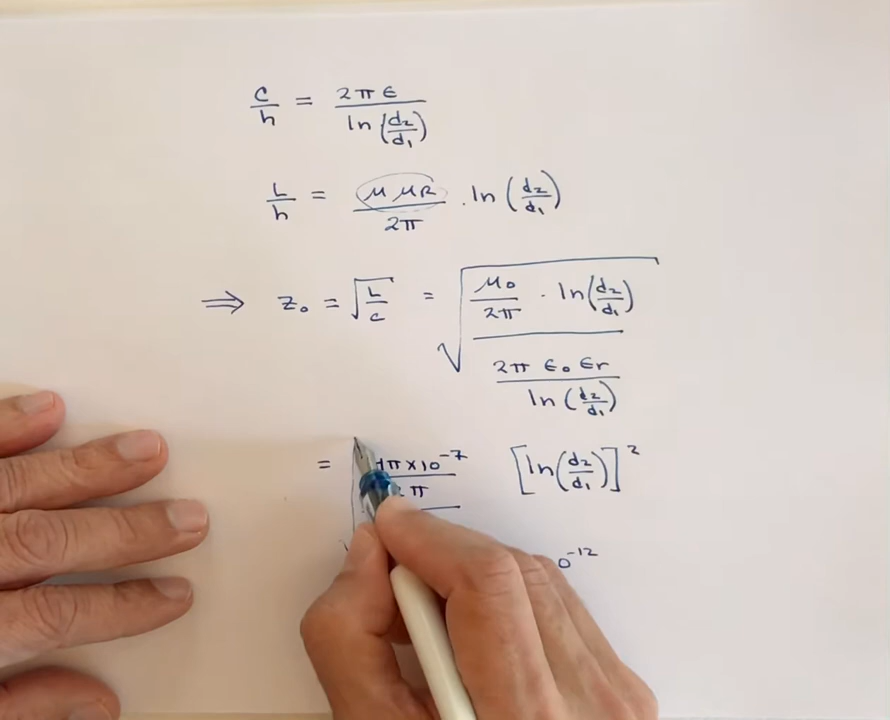 C/h = 2π ϵ / ln(d₂/d₁)
L/h = μ μR / 2π . ln(d₂/d₁)
⇒ Z₀ = √(L/C) = √(μ₀/2π · ln(d₂/d₁) / (2π ϵ₀ ϵr / ln(d₂/d₁)))
= 4π×10⁻⁷ / 2π [ln(d₂/d₁)]²
0⁻¹²